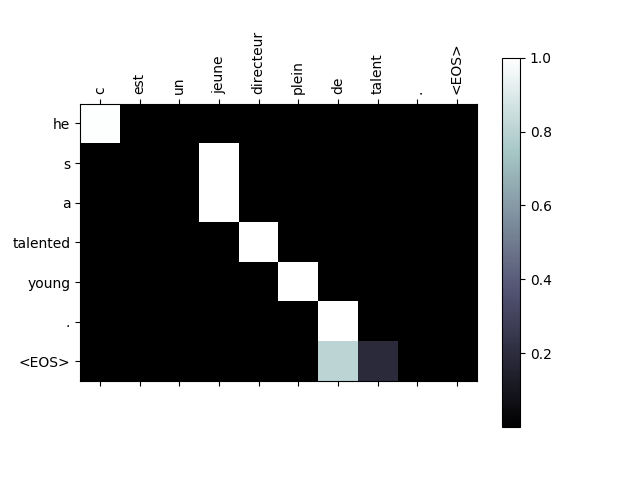 c est un jeune directeur plein de talent . <EOS>
he
s
a
talented
young
.
<EOS>
1.0
0.8
0.6
0.4
0.2